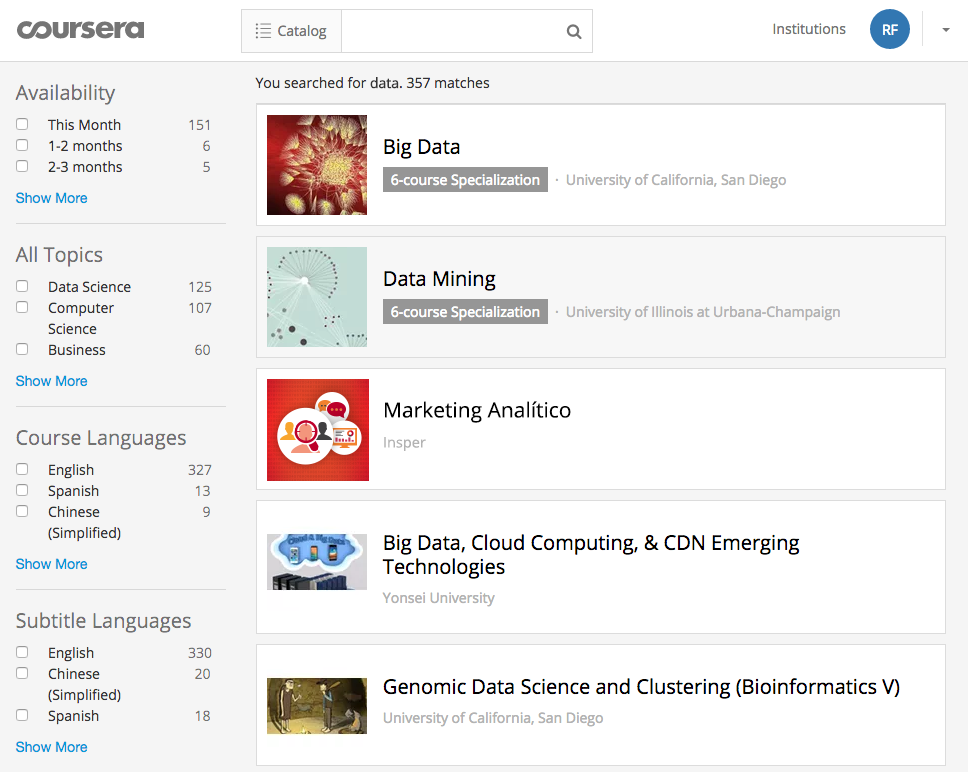 coursera
Catalog
Institutions
RF
Availability
This Month 151
1-2 months 6
2-3 months 5
Show More
All Topics
Data Science 125
Computer 107
Science
Business 60
Show More
Course Languages
English 327
Spanish 13
Chinese 9
(Simplified)
Show More
Subtitle Languages
English 330
Chinese 20
(Simplified)
Spanish 18
Show More
You searched for data. 357 matches
Big Data
6-course Specialization · University of California, San Diego
Data Mining
6-course Specialization · University of Illinois at Urbana-Champaign
Marketing Analítico
Insper
Cloud & Big Data
Big Data, Cloud Computing, & CDN Emerging
Technologies
Yonsei University
Genomic Data Science and Clustering (Bioinformatics V)
University of California, San Diego